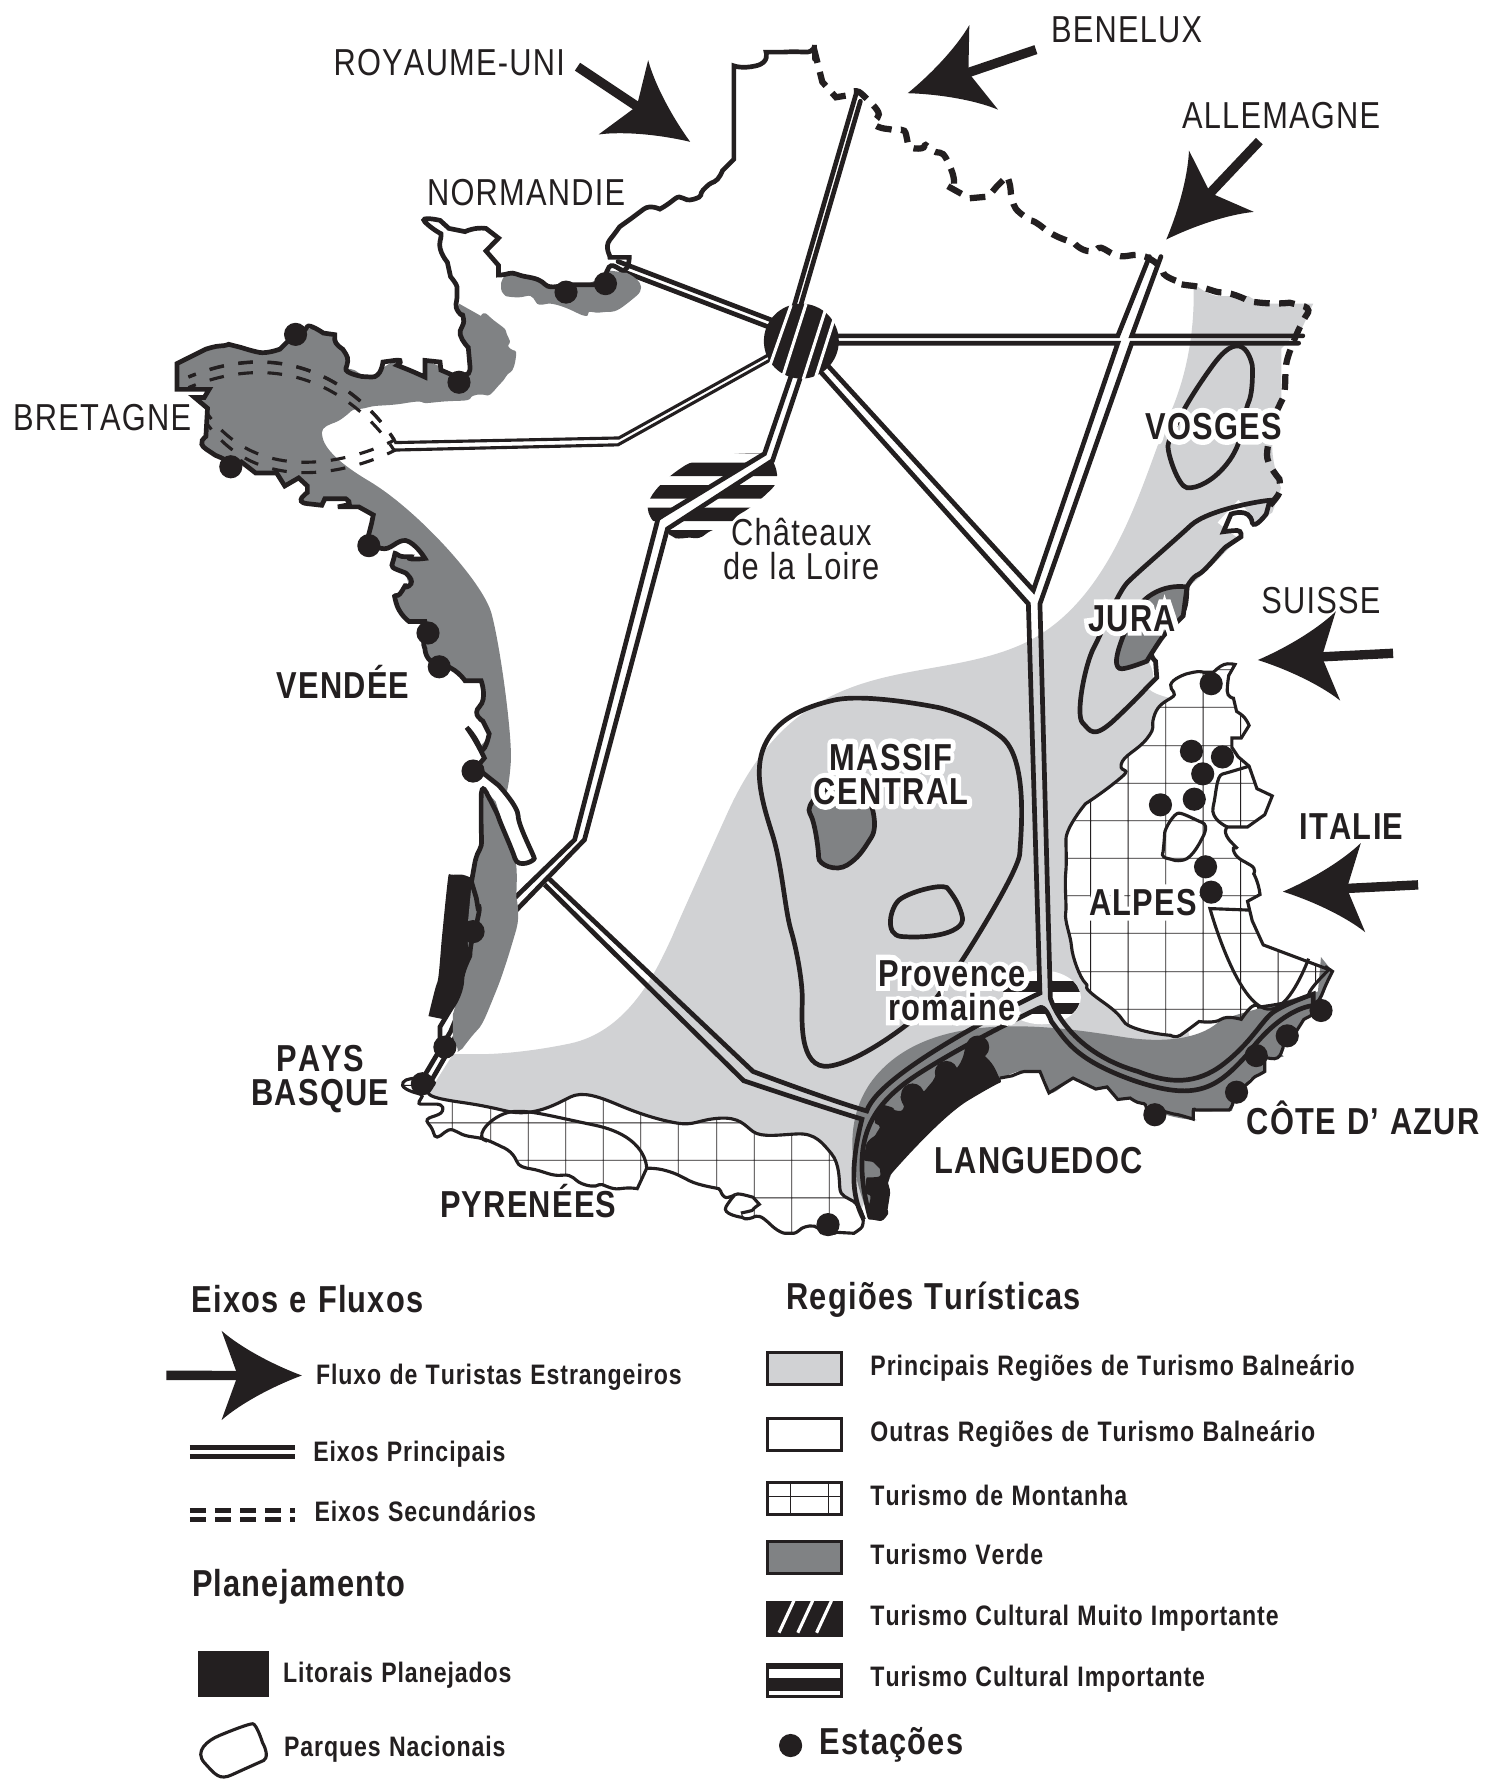 BENELUX
ROYAUME-UNI
ALLEMAGNE
NORMANDIE
BRETAGNE
VOSGES
Châteaux
de la Loire
SUISSE
JURA
VENDÉE
MASSIF
CENTRAL
ITALIE
ALPES
Provence
romaine
PAYS
BASQUE
CÔTE D’ AZUR
LANGUEDOC
PYRENÉES
Eixos e Fluxos
Fluxo de Turistas Estrangeiros
Eixos Principais
Eixos Secundários
Planejamento
Litorais Planejados
Parques Nacionais
Regiões Turísticas
Principais Regiões de Turismo Balneário
Outras Regiões de Turismo Balneário
Turismo de Montanha
Turismo Verde
Turismo Cultural Muito Importante
Turismo Cultural Importante
Estações